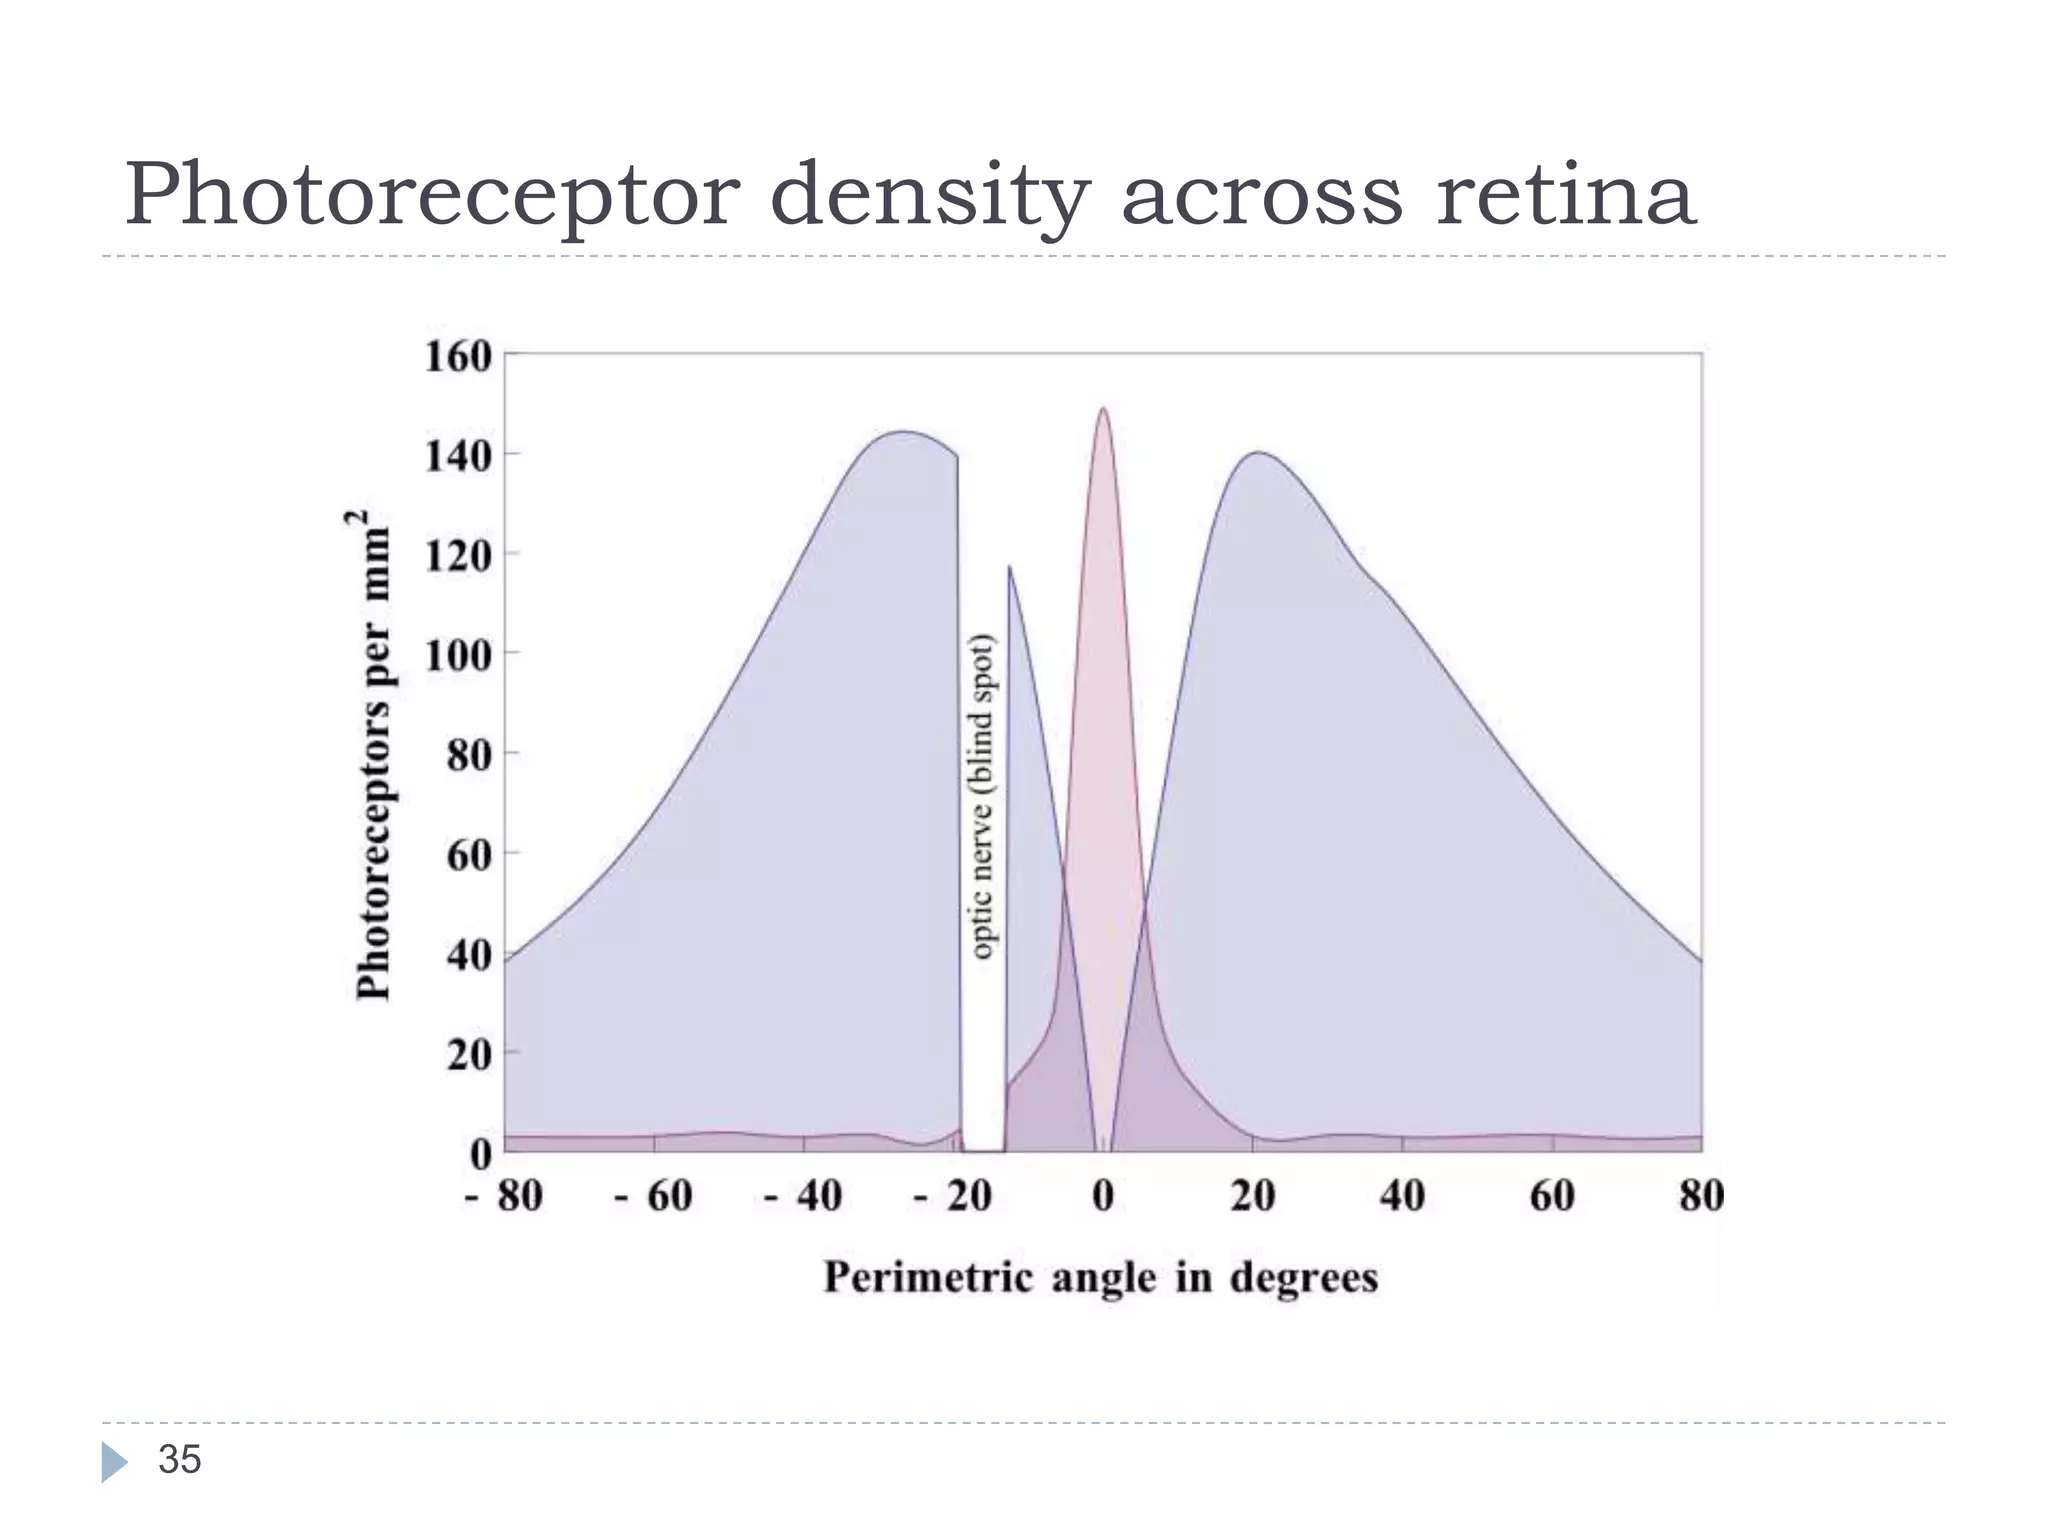 Photoreceptor density across retina
160
140
120
100
80
60
40
20
0
Photoreceptors per mm²
optic nerve (blind spot)
- 80 - 60 - 40 - 20 0 20 40 60 80
Perimetric angle in degrees
35